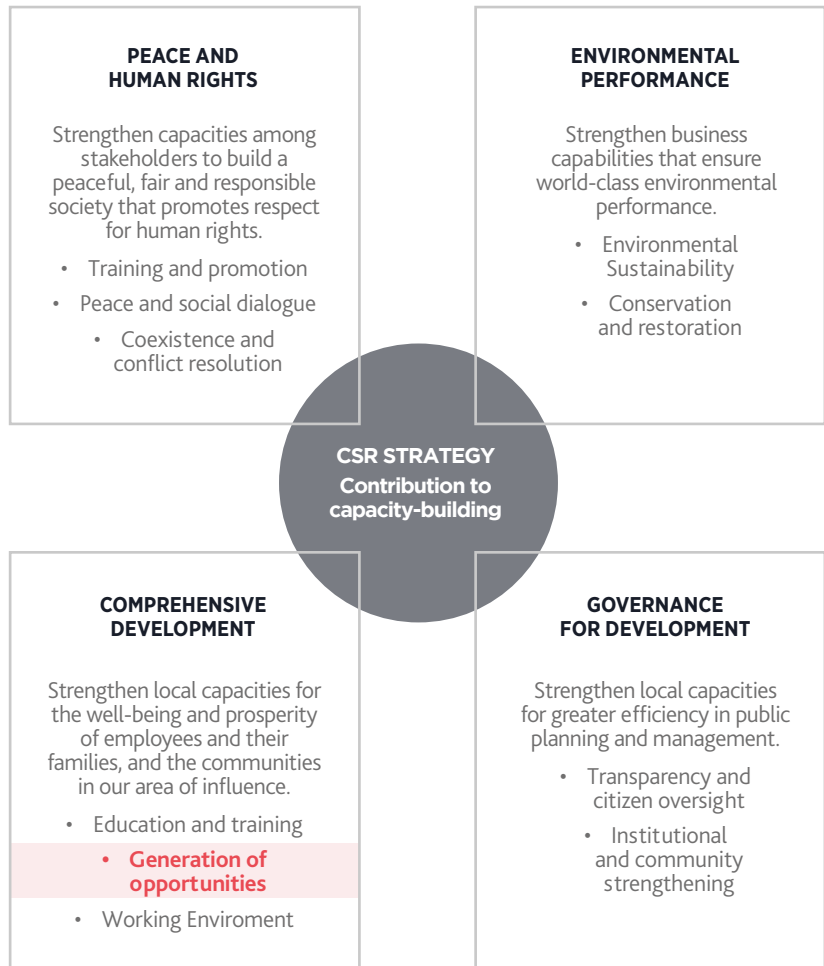 PEACE AND
HUMAN RIGHTS
Strengthen capacities among
stakeholders to build a
peaceful, fair and responsible
society that promotes respect
for human rights.
• Training and promotion
• Peace and social dialogue
• Coexistence and
conflict resolution
ENVIRONMENTAL
PERFORMANCE
Strengthen business
capabilities that ensure
world-class environmental
performance.
• Environmental
Sustainability
• Conservation
and restoration
CSR STRATEGY
Contribution to
capacity-building
COMPREHENSIVE
DEVELOPMENT
Strengthen local capacities for
the well-being and prosperity
of employees and their
families, and the communities
in our area of influence.
• Education and training
• Generation of
opportunities
• Working Enviroment
GOVERNANCE
FOR DEVELOPMENT
Strengthen local capacities
for greater efficiency in public
planning and management.
• Transparency and
citizen oversight
• Institutional
and community
strengthening